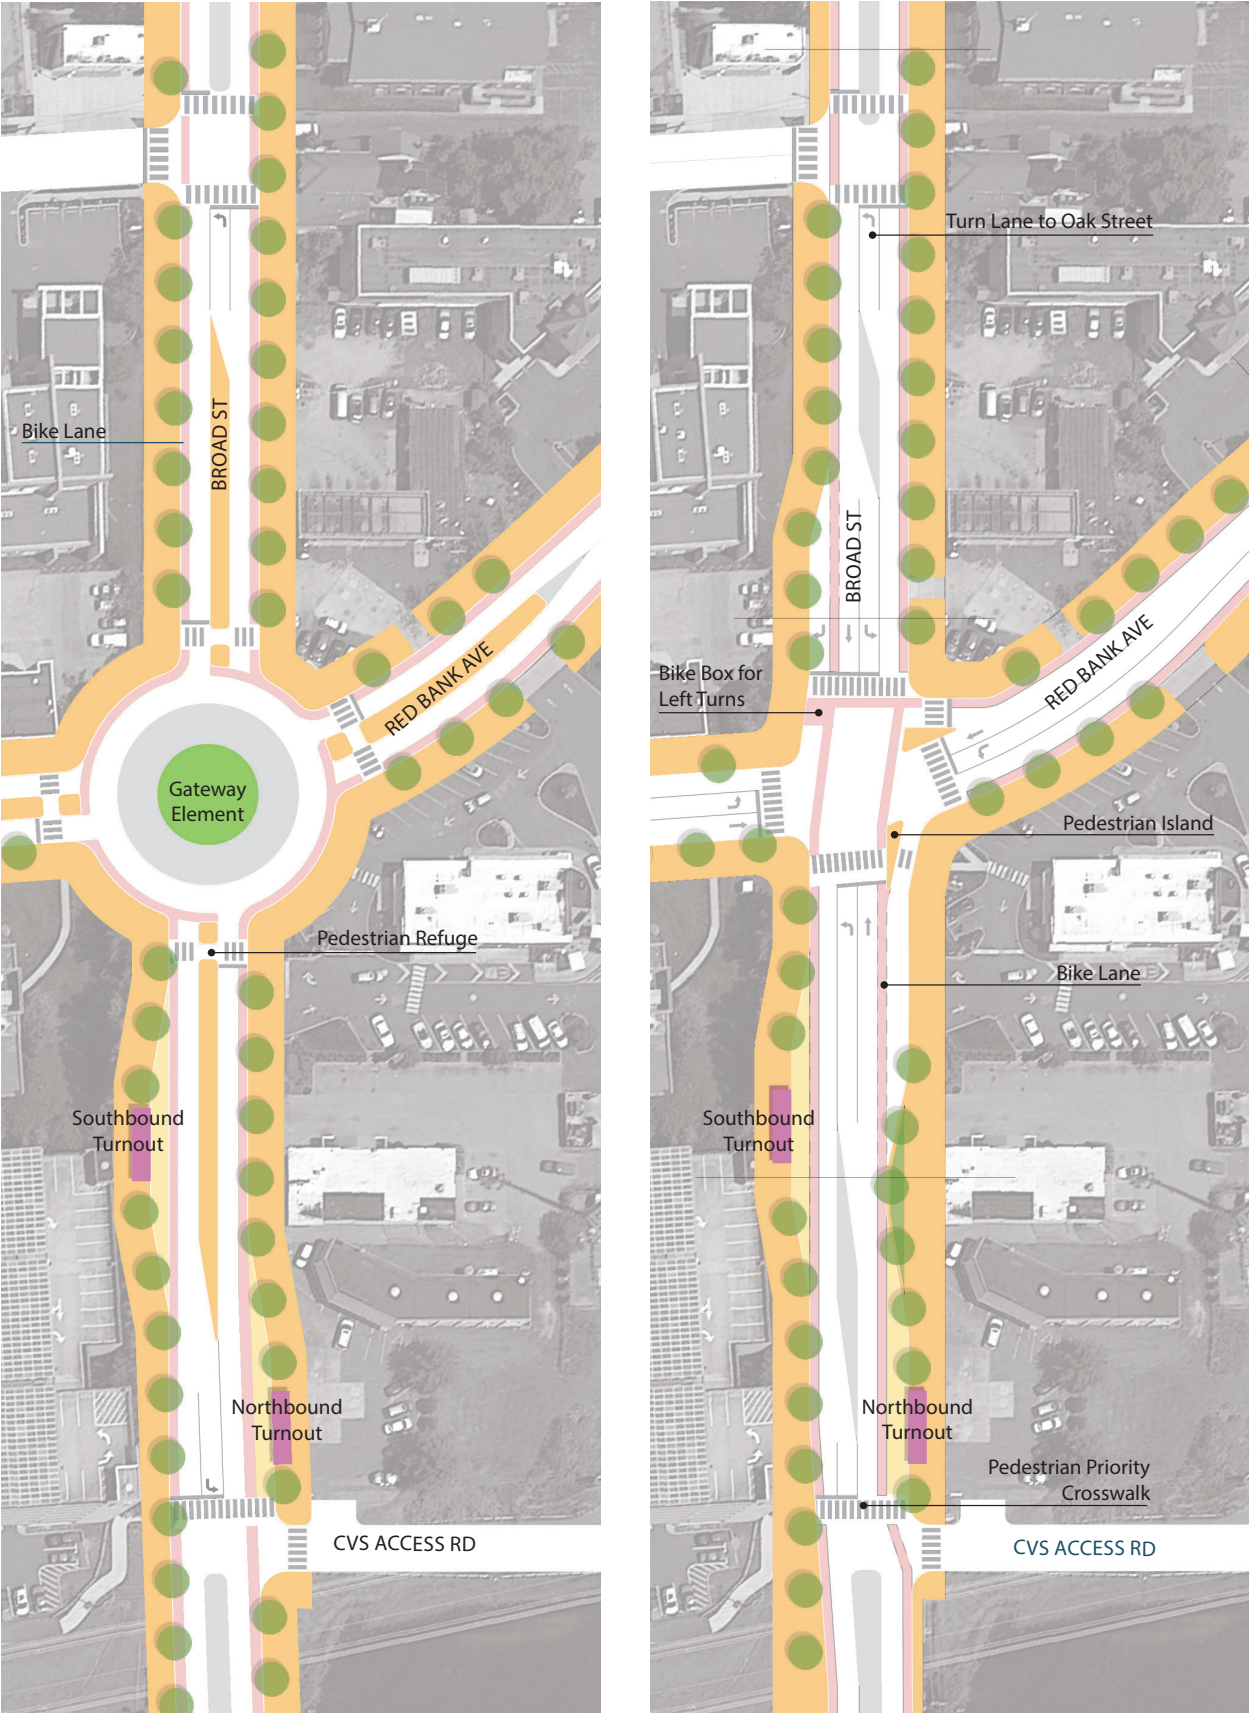 Bike Lane
BROAD ST
RED BANK AVE
Gateway
Element
Pedestrian Refuge
Southbound
Turnout
Northbound
Turnout
CVS ACCESS RD
Turn Lane to Oak Street
BROAD ST
RED BANK AVE
Bike Box for
Left Turns
Pedestrian Island
Bike Lane
Southbound
Turnout
Northbound
Turnout
Pedestrian Priority
Crosswalk
CVS ACCESS RD